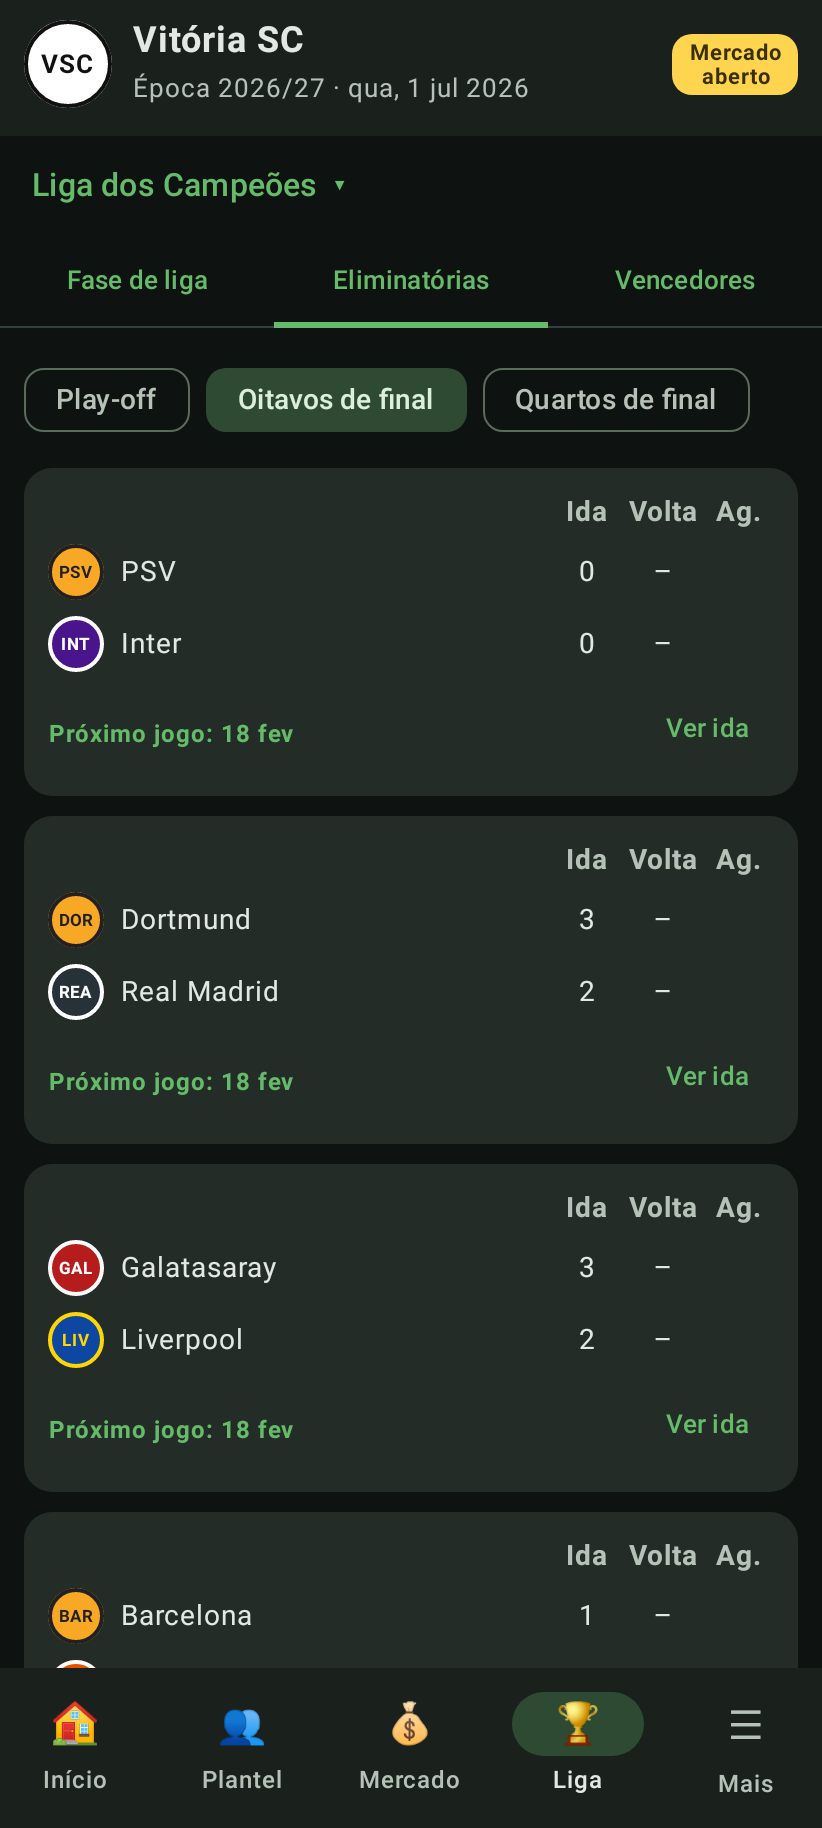 VSC
Vitória SC
Época 2026/27 · qua, 1 jul 2026
Mercado
aberto
Liga dos Campeões ▾
Fase de liga
Eliminatórias
Vencedores
Play-off
Oitavos de final
Quartos de final
Ida Volta Ag.
PSV PSV 0 –
INT Inter 0 –
Próximo jogo: 18 fev
Ver ida
Ida Volta Ag.
DOR Dortmund 3 –
REA Real Madrid 2 –
Próximo jogo: 18 fev
Ver ida
Ida Volta Ag.
GAL Galatasaray 3 –
LIV Liverpool 2 –
Próximo jogo: 18 fev
Ver ida
Ida Volta Ag.
BAR Barcelona 1 –
Início
Plantel
Mercado
Liga
Mais